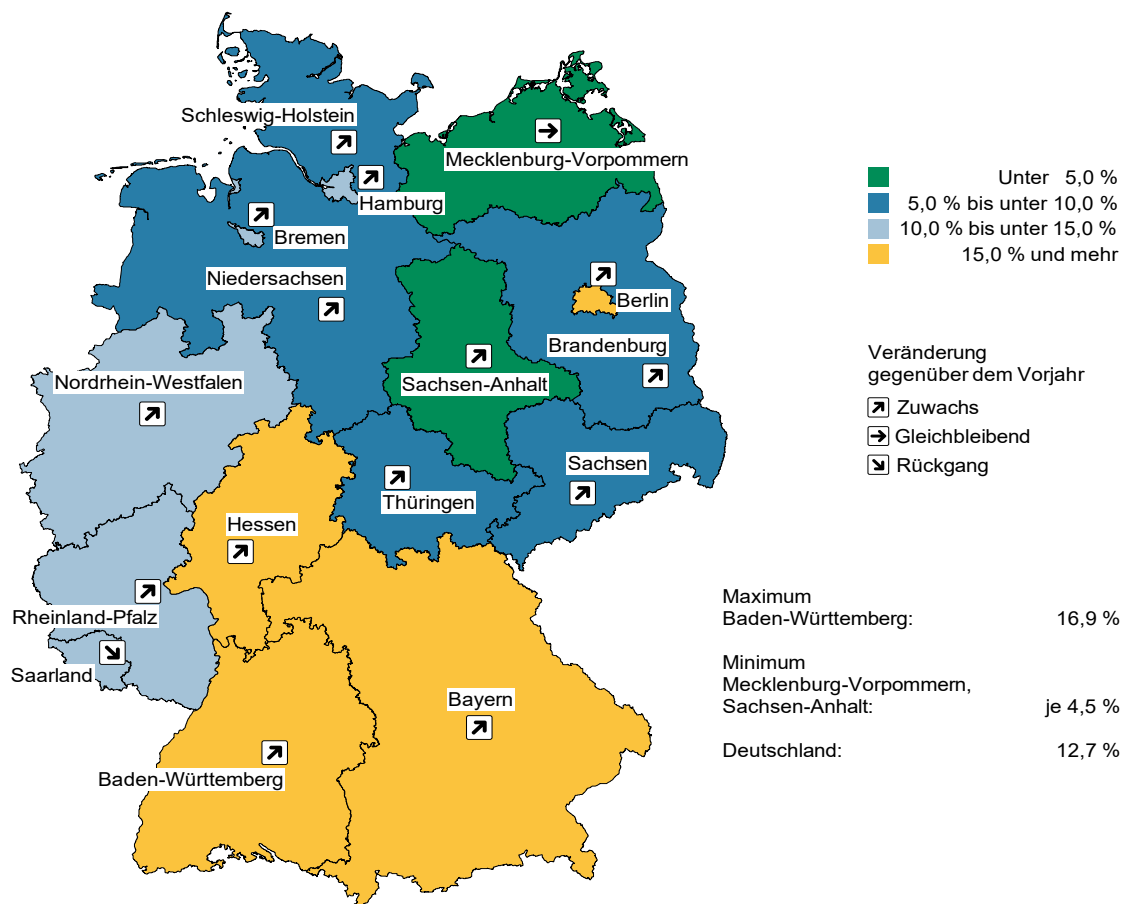 Schleswig-Holstein
Mecklenburg-Vorpommern
Hamburg
Bremen
Niedersachsen
Berlin
Brandenburg
Sachsen-Anhalt
Nordrhein-Westfalen
Sachsen
Thüringen
Hessen
Rheinland-Pfalz
Saarland
Bayern
Baden-Württemberg
Unter 5,0 %
5,0 % bis unter 10,0 %
10,0 % bis unter 15,0 %
15,0 % und mehr
Veränderung
gegenüber dem Vorjahr
Zuwachs
Gleichbleibend
Rückgang
Maximum
Baden-Württemberg: 16,9 %
Minimum
Mecklenburg-Vorpommern,
Sachsen-Anhalt: je 4,5 %
Deutschland: 12,7 %